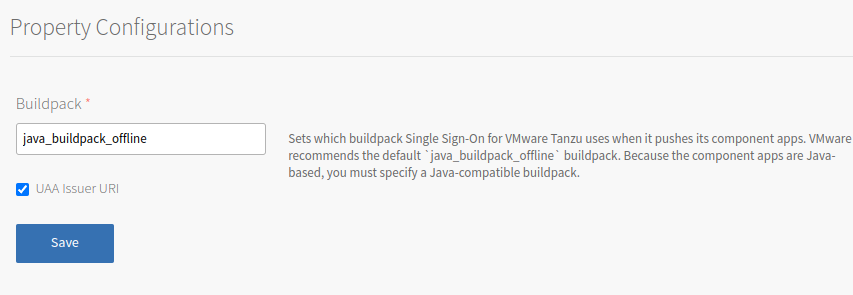 Property Configurations
Buildpack *
java_buildpack_offline
Sets which buildpack Single Sign-On for VMware Tanzu uses when it pushes its component apps. VMware
recommends the default `java_buildpack_offline` buildpack. Because the component apps are Java-
based, you must specify a Java-compatible buildpack.
UAA Issuer URI
Save